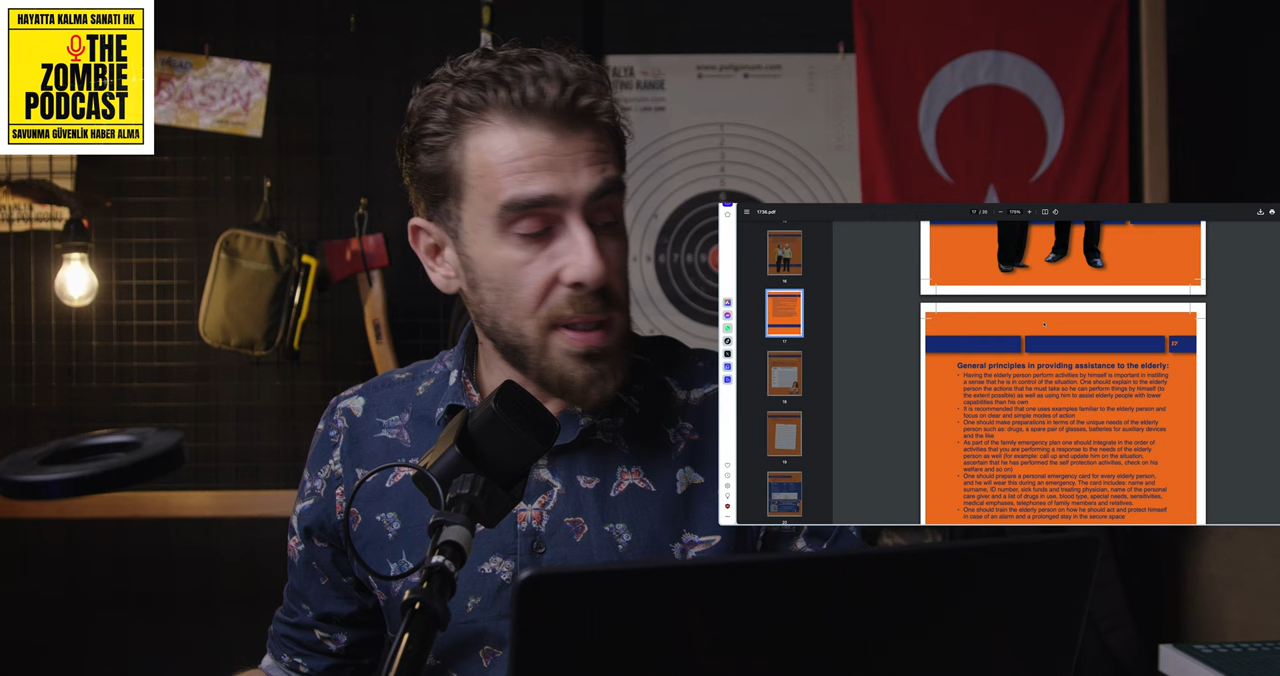 HAYATTA KALMA SANATI HK
THE
ZOMBIE
PODCAST
SAVUNMA GÜVENLİK HABER ALMA
www.poligonum.com
1736.pdf
17 / 20
175%
16
17
18
19
20
17
General principles in providing assistance to the elderly:
• Having the elderly person perform activities by himself is important in instilling
a sense that he is in control of the situation. One should explain to the elderly
person the actions that he must take so he can perform things by himself (to
the extent possible) as well as using him to assist elderly people with lower
capabilities than his own
• It is recommended that one uses examples familiar to the elderly person and
focus on clear and simple modes of action
• One should make preparations in terms of the unique needs of the elderly
person such as: drugs, a spare pair of glasses, batteries for auxiliary devices
and the like
• As part of the family emergency plan one should integrate in the order of
activities that you are performing a response to the needs of the elderly
person as well (for example: call up and update him on the situation,
ascertain that he has performed the self protection activities, check on his
welfare and so on)
• One should prepare a personal emergency card for every elderly person,
and he will wear this during an emergency. The card includes: name and
surname, ID number, sick funds and treating physician, name of the personal
care giver and a list of drugs in use, blood type, special needs, sensitivities,
medical emphases, telephones of family members and relatives.
• One should train the elderly person on how he should act and protect himself
in case of an alarm and a prolonged stay in the secure space